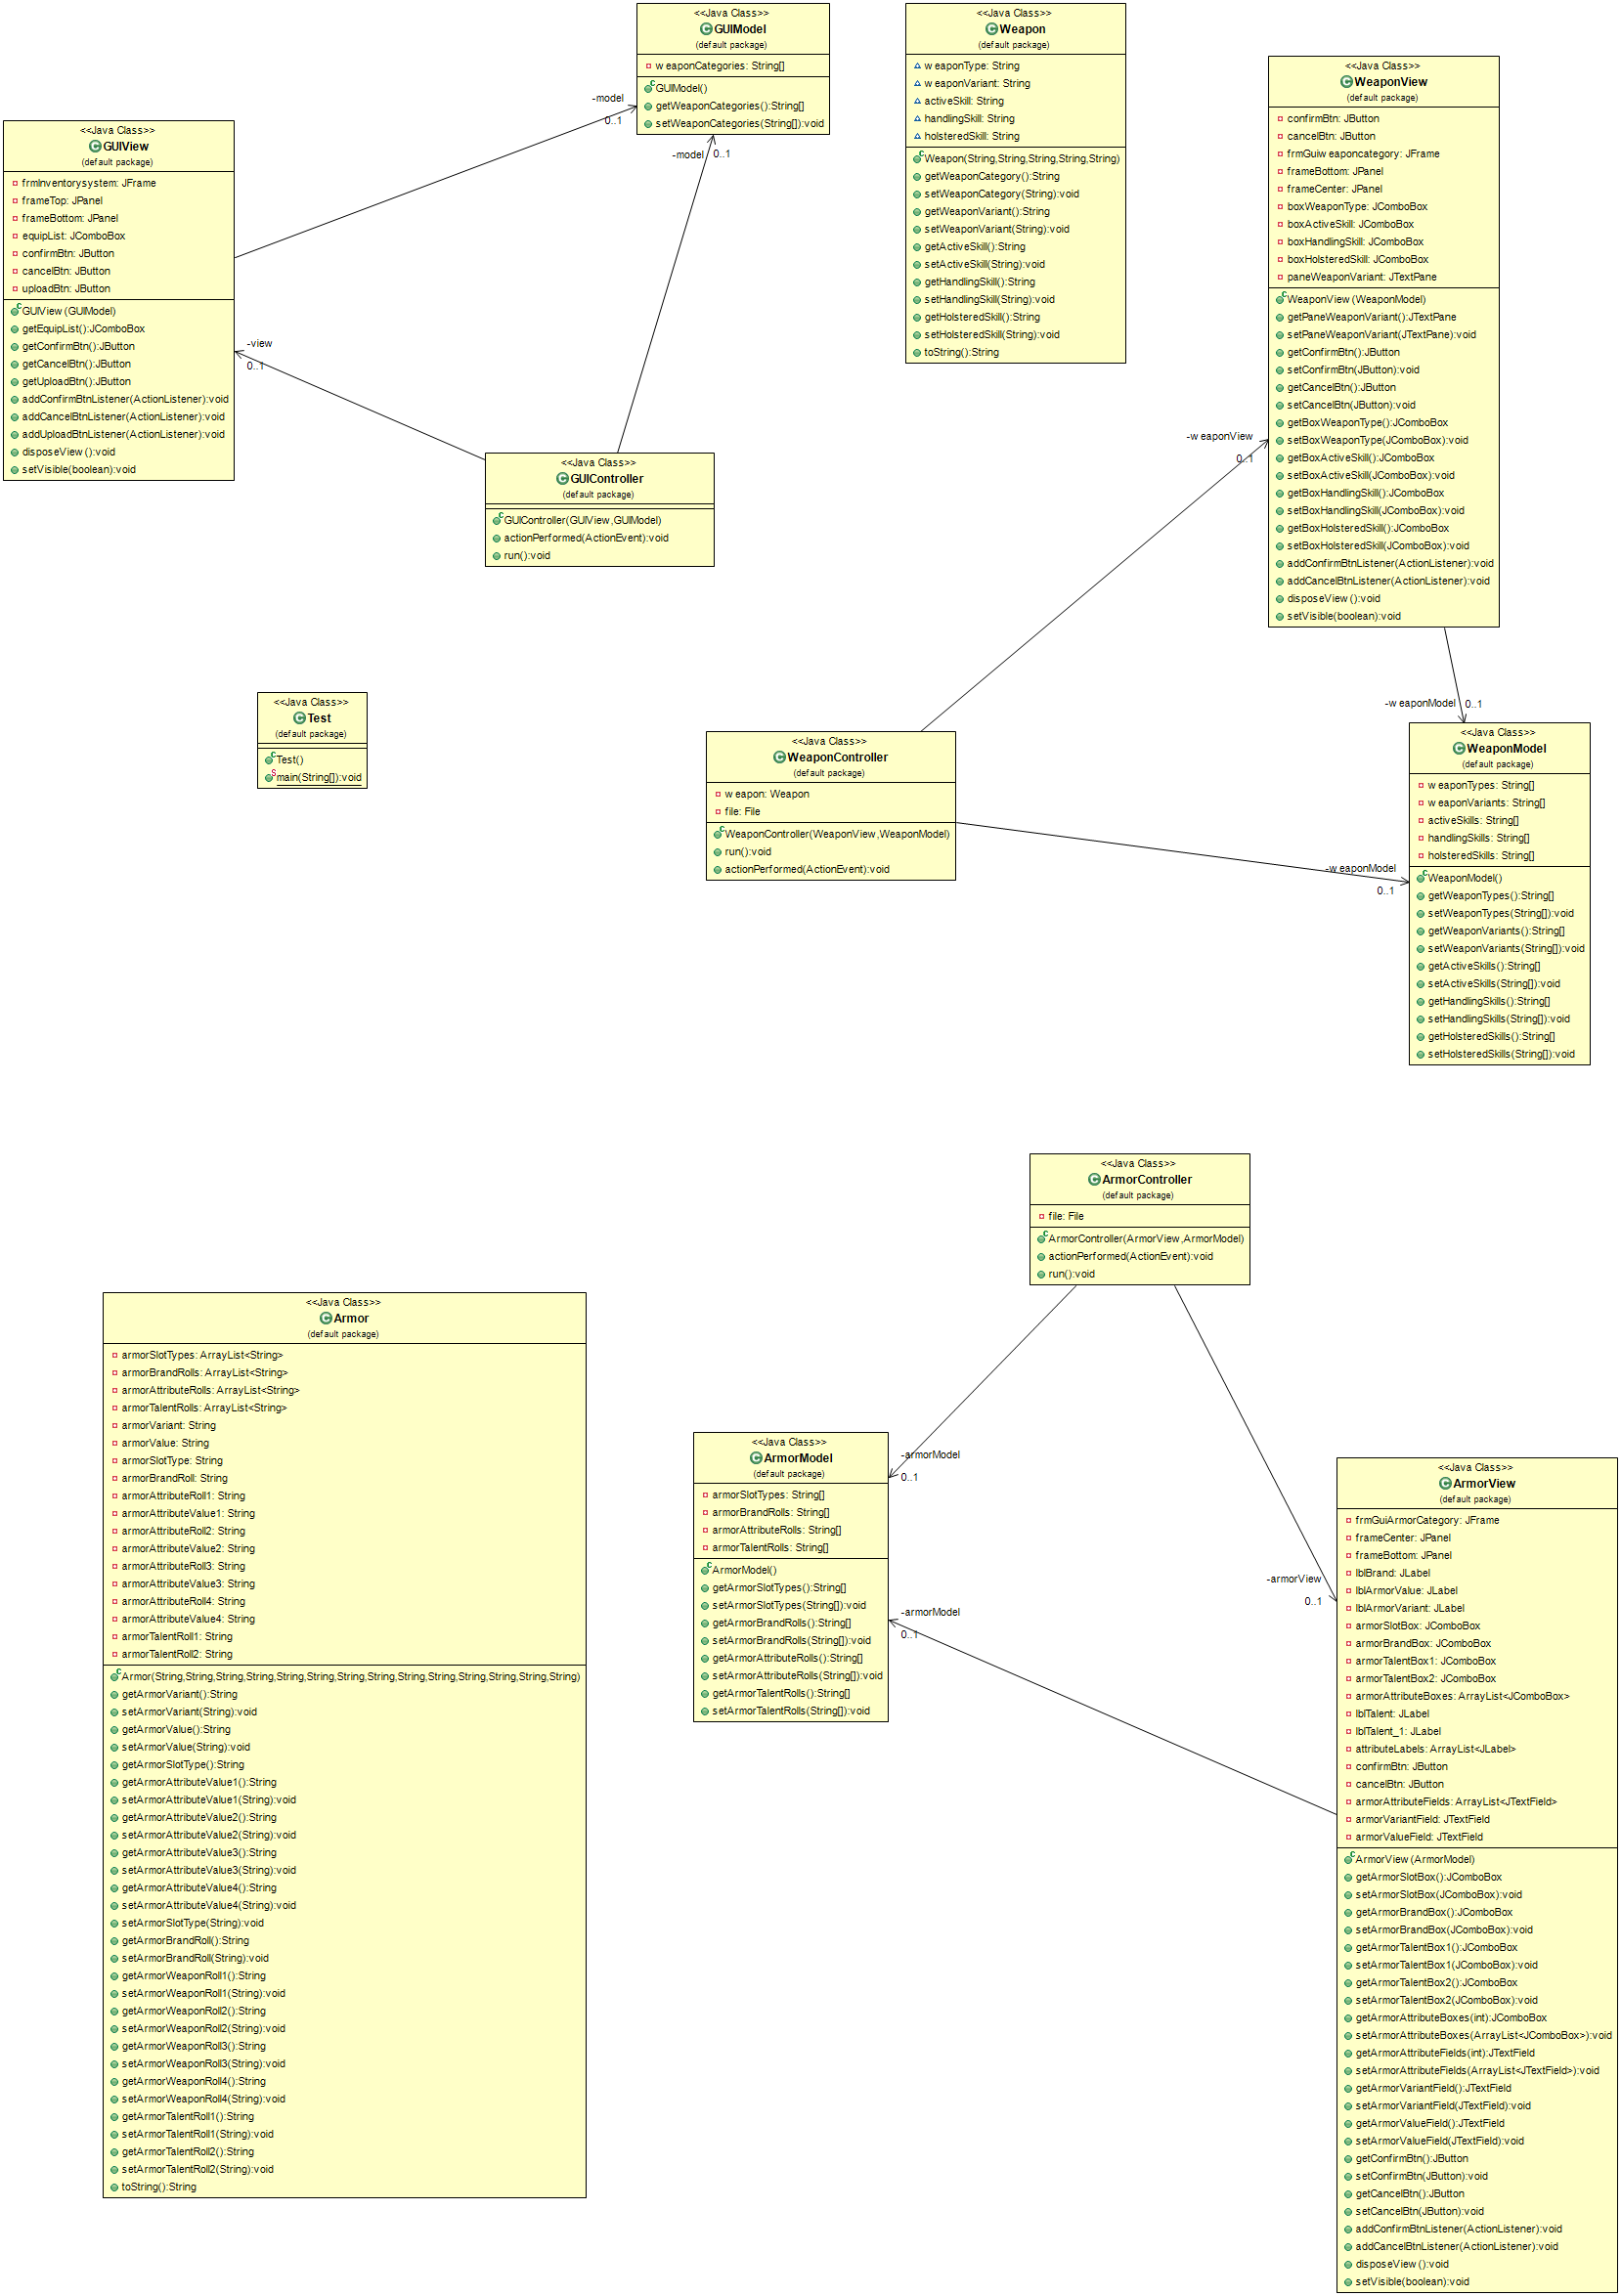 <<Java Class>>
GUIModel
(default package)
weaponCategories: String[]
GUIModel()
getWeaponCategories():String[]
setWeaponCategories(String[]):void
<<Java Class>>
Weapon
(default package)
weaponType: String
weaponVariant: String
activeSkill: String
handlingSkill: String
holsteredSkill: String
Weapon(String,String,String,String,String)
getWeaponCategory():String
setWeaponCategory(String):void
getWeaponVariant():String
setWeaponVariant(String):void
getActiveSkill():String
setActiveSkill(String):void
getHandlingSkill():String
setHandlingSkill(String):void
getHolsteredSkill():String
setHolsteredSkill(String):void
toString():String
<<Java Class>>
WeaponView
(default package)
confirmBtn: JButton
cancelBtn: JButton
frmGuiweaponcategory: JFrame
frameBottom: JPanel
frameCenter: JPanel
boxWeaponType: JComboBox
boxActiveSkill: JComboBox
boxHandlingSkill: JComboBox
boxHolsteredSkill: JComboBox
paneWeaponVariant: JTextPane
WeaponView(WeaponModel)
getPaneWeaponVariant():JTextPane
setPaneWeaponVariant(JTextPane):void
getConfirmBtn():JButton
setConfirmBtn(JButton):void
getCancelBtn():JButton
setCancelBtn(JButton):void
getBoxWeaponType():JComboBox
setBoxWeaponType(JComboBox):void
getBoxActiveSkill():JComboBox
setBoxActiveSkill(JComboBox):void
getBoxHandlingSkill():JComboBox
setBoxHandlingSkill(JComboBox):void
getBoxHolsteredSkill():JComboBox
setBoxHolsteredSkill(JComboBox):void
addConfirmBtnListener(ActionListener):void
addCancelBtnListener(ActionListener):void
disposeView():void
setVisible(boolean):void
-model
0..1
-model
0..1
<<Java Class>>
GUIView
(default package)
frmInventorysystem: JFrame
frameTop: JPanel
frameBottom: JPanel
equipList: JComboBox
confirmBtn: JButton
cancelBtn: JButton
uploadBtn: JButton
GUIView(GUIModel)
getEquipList():JComboBox
getConfirmBtn():JButton
getCancelBtn():JButton
getUploadBtn():JButton
addConfirmBtnListener(ActionListener):void
addCancelBtnListener(ActionListener):void
addUploadBtnListener(ActionListener):void
disposeView():void
setVisible(boolean):void
-view
0..1
<<Java Class>>
GUIController
(default package)
GUIController(GUIView,GUIModel)
actionPerformed(ActionEvent):void
run():void
-weaponView
0..1
<<Java Class>>
Test
(default package)
Test()
main(String[]):void
<<Java Class>>
WeaponController
(default package)
weapon: Weapon
file: File
WeaponController(WeaponView,WeaponModel)
run():void
actionPerformed(ActionEvent):void
-weaponModel
0..1
-weaponModel
0..1
<<Java Class>>
WeaponModel
(default package)
weaponTypes: String[]
weaponVariants: String[]
activeSkills: String[]
handlingSkills: String[]
holsteredSkills: String[]
WeaponModel()
getWeaponTypes():String[]
setWeaponTypes(String[]):void
getWeaponVariants():String[]
setWeaponVariants(String[]):void
getActiveSkills():String[]
setActiveSkills(String[]):void
getHandlingSkills():String[]
setHandlingSkills(String[]):void
getHolsteredSkills():String[]
setHolsteredSkills(String[]):void
<<Java Class>>
ArmorController
(default package)
file: File
ArmorController(ArmorView,ArmorModel)
actionPerformed(ActionEvent):void
run():void
<<Java Class>>
Armor
(default package)
armorSlotTypes: ArrayList<String>
armorBrandRolls: ArrayList<String>
armorAttributeRolls: ArrayList<String>
armorTalentRolls: ArrayList<String>
armorVariant: String
armorValue: String
armorSlotType: String
armorBrandRoll: String
armorAttributeRoll1: String
armorAttributeValue1: String
armorAttributeRoll2: String
armorAttributeValue2: String
armorAttributeRoll3: String
armorAttributeValue3: String
armorAttributeRoll4: String
armorAttributeValue4: String
armorTalentRoll1: String
armorTalentRoll2: String
Armor(String,String,String,String,String,String,String,String,String,String,String,String,String,String)
getArmorVariant():String
setArmorVariant(String):void
getArmorValue():String
setArmorValue(String):void
getArmorSlotType():String
getArmorAttributeValue1():String
setArmorAttributeValue1(String):void
getArmorAttributeValue2():String
setArmorAttributeValue2(String):void
getArmorAttributeValue3():String
setArmorAttributeValue3(String):void
getArmorAttributeValue4():String
setArmorAttributeValue4(String):void
setArmorSlotType(String):void
getArmorBrandRoll():String
setArmorBrandRoll(String):void
getArmorWeaponRoll1():String
setArmorWeaponRoll1(String):void
getArmorWeaponRoll2():String
setArmorWeaponRoll2(String):void
getArmorWeaponRoll3():String
setArmorWeaponRoll3(String):void
getArmorWeaponRoll4():String
setArmorWeaponRoll4(String):void
getArmorTalentRoll1():String
setArmorTalentRoll1(String):void
getArmorTalentRoll2():String
setArmorTalentRoll2(String):void
toString():String
<<Java Class>>
ArmorModel
(default package)
armorSlotTypes: String[]
armorBrandRolls: String[]
armorAttributeRolls: String[]
armorTalentRolls: String[]
ArmorModel()
getArmorSlotTypes():String[]
setArmorSlotTypes(String[]):void
getArmorBrandRolls():String[]
setArmorBrandRolls(String[]):void
getArmorAttributeRolls():String[]
setArmorAttributeRolls(String[]):void
getArmorTalentRolls():String[]
setArmorTalentRolls(String[]):void
-armorModel
0..1
-armorView
0..1
-armorModel
0..1
<<Java Class>>
ArmorView
(default package)
frmGuiArmorCategory: JFrame
frameCenter: JPanel
frameBottom: JPanel
lblBrand: JLabel
lblArmorValue: JLabel
lblArmorVariant: JLabel
armorSlotBox: JComboBox
armorBrandBox: JComboBox
armorTalentBox1: JComboBox
armorTalentBox2: JComboBox
armorAttributeBoxes: ArrayList<JComboBox>
lblTalent: JLabel
lblTalent_1: JLabel
attributeLabels: ArrayList<JLabel>
confirmBtn: JButton
cancelBtn: JButton
armorAttributeFields: ArrayList<JTextField>
armorVariantField: JTextField
armorValueField: JTextField
ArmorView(ArmorModel)
getArmorSlotBox():JComboBox
setArmorSlotBox(JComboBox):void
getArmorBrandBox():JComboBox
setArmorBrandBox(JComboBox):void
getArmorTalentBox1():JComboBox
setArmorTalentBox1(JComboBox):void
getArmorTalentBox2():JComboBox
setArmorTalentBox2(JComboBox):void
getArmorAttributeBoxes(int):JComboBox
setArmorAttributeBoxes(ArrayList<JComboBox>):void
getArmorAttributeFields(int):JTextField
setArmorAttributeFields(ArrayList<JTextField>):void
getArmorVariantField():JTextField
setArmorVariantField(JTextField):void
getArmorValueField():JTextField
setArmorValueField(JTextField):void
getConfirmBtn():JButton
setConfirmBtn(JButton):void
getCancelBtn():JButton
setCancelBtn(JButton):void
addConfirmBtnListener(ActionListener):void
addCancelBtnListener(ActionListener):void
disposeView():void
setVisible(boolean):void